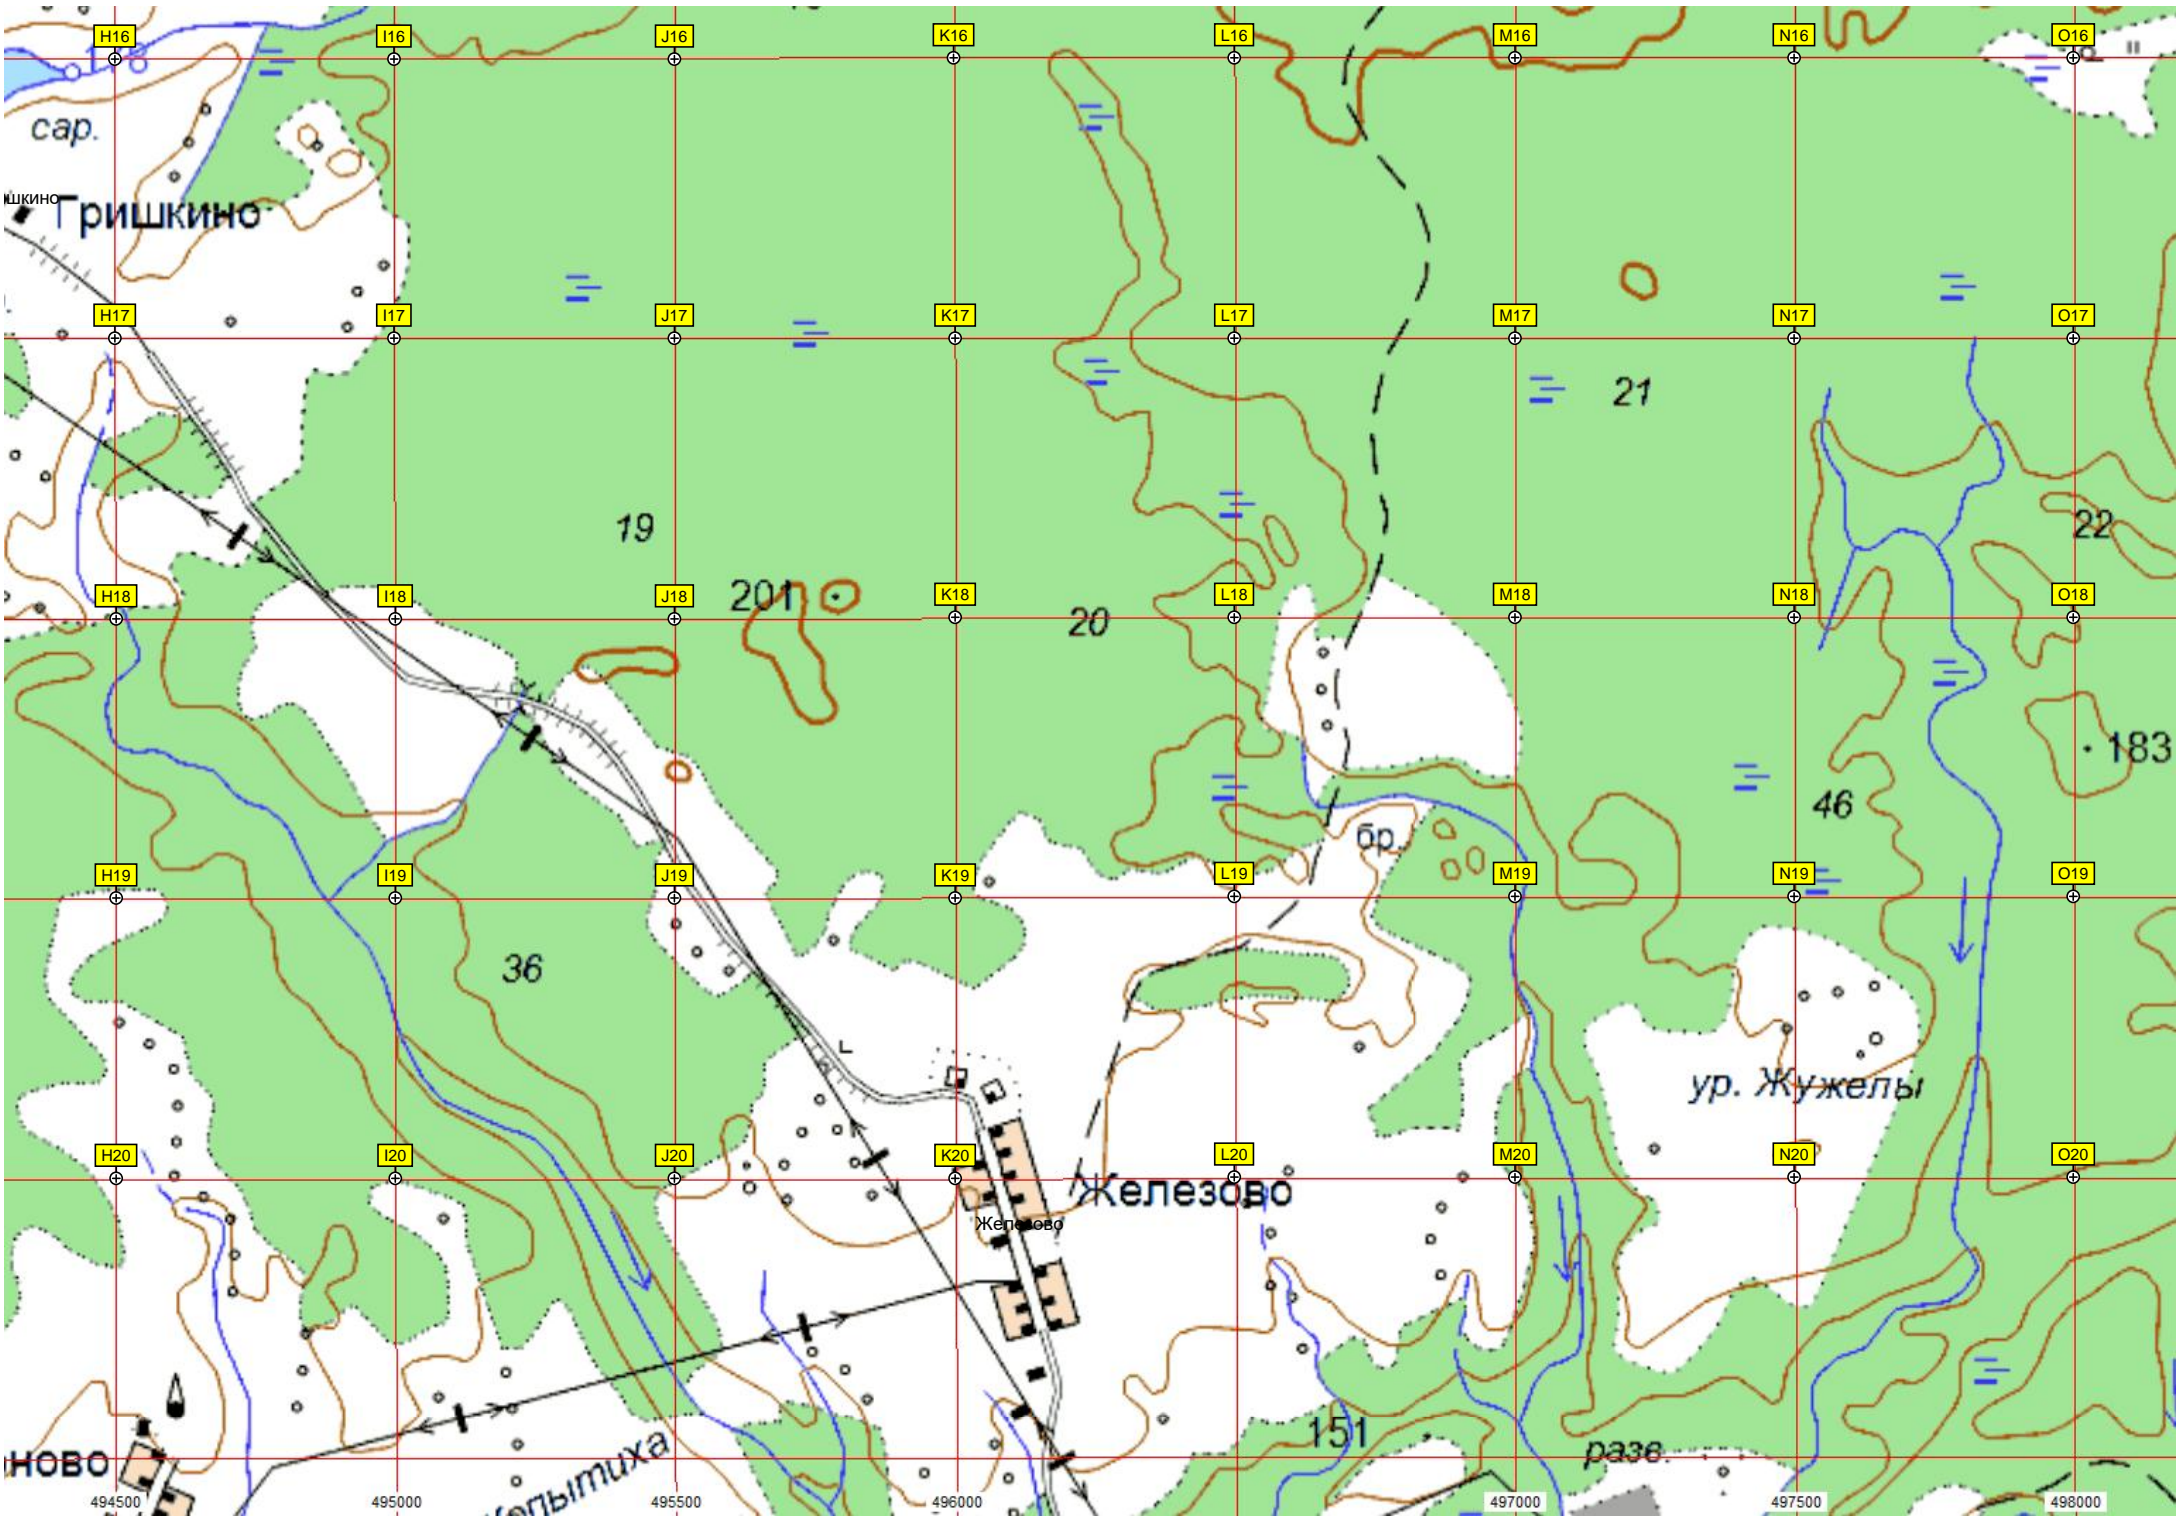 H16 I16 J16 K16 L16 M16 N16 O16
сар.
шкино
Гришкино
H17 I17 J17 K17 L17 M17 N17 O17
21
19
22
201
H18 I18 J18 K18 L18 M18 N18 O18
20
183
46
бр.
H19 I19 J19 K19 L19 M19 N19 O19
36
ур. Жужелы
H20 I20 J20 K20 L20 M20 N20 O20
Железово
Железово
151
ново
разв.
Копытиха
494500 495000 495500 496000 497000 497500 498000